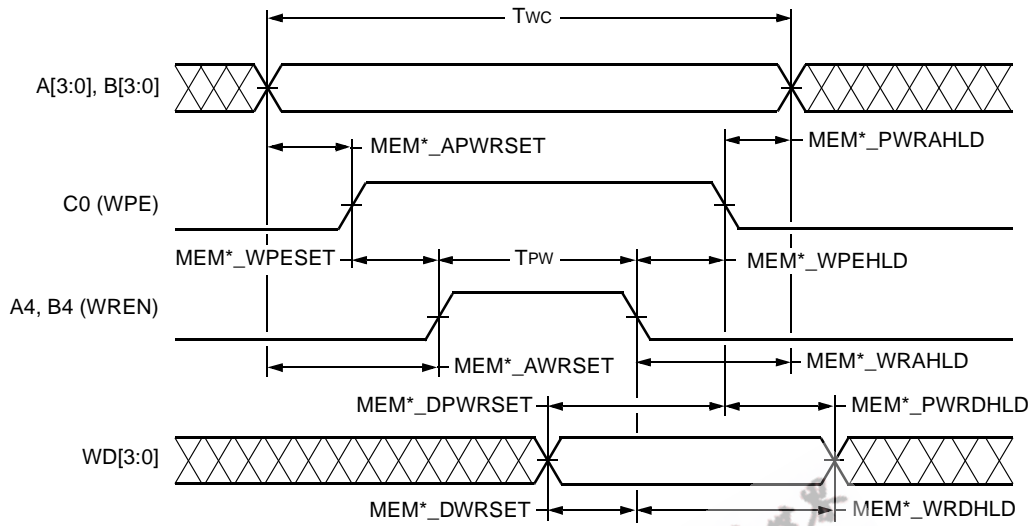 TWC
A[3:0], B[3:0]
MEM*_APWRSET
MEM*_PWRAHLD
C0 (WPE)
MEM*_WPESET
TPW
MEM*_WPEHLD
A4, B4 (WREN)
MEM*_AWRSET
MEM*_WRAHLD
MEM*_DPWRSET
MEM*_PWRDHLD
WD[3:0]
MEM*_DWRSET
MEM*_WRDHLD